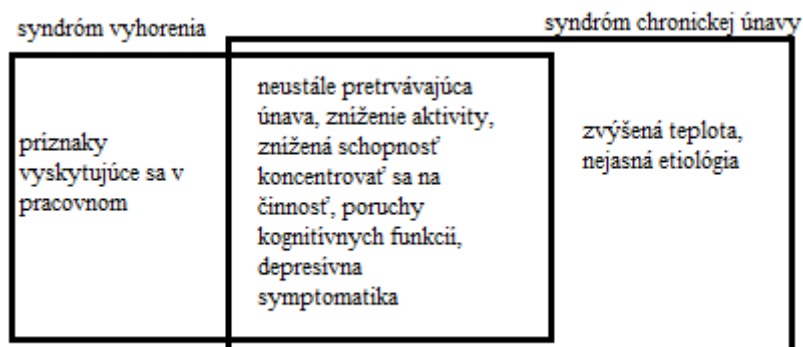 syndróm vyhorenia
syndróm chronickej únavy
príznaky
vyskytujúce sa v
pracovnom
neustále pretrvávajúca
únava, zníženie aktivity,
znížená schopnosť
koncentrovať sa na
činnosť, poruchy
kognitívnych funkcií,
depresívna
symptomatika
zvýšená teplota,
nejasná etiológia